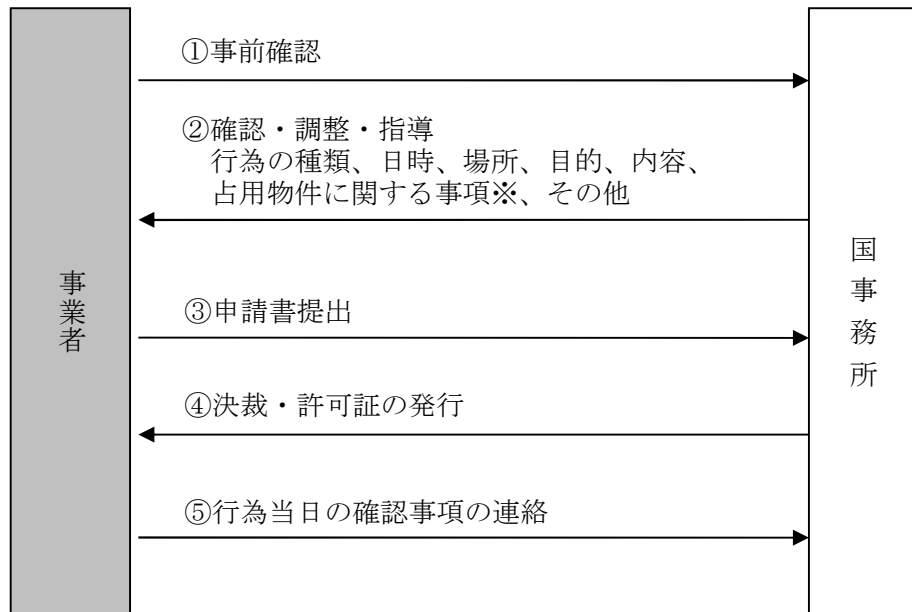 ①事前確認
②確認・調整・指導
行為の種類、日時、場所、目的、内容、
占用物件に関する事項※、その他
事業者
国事務所
③申請書提出
④決裁・許可証の発行
⑤行為当日の確認事項の連絡